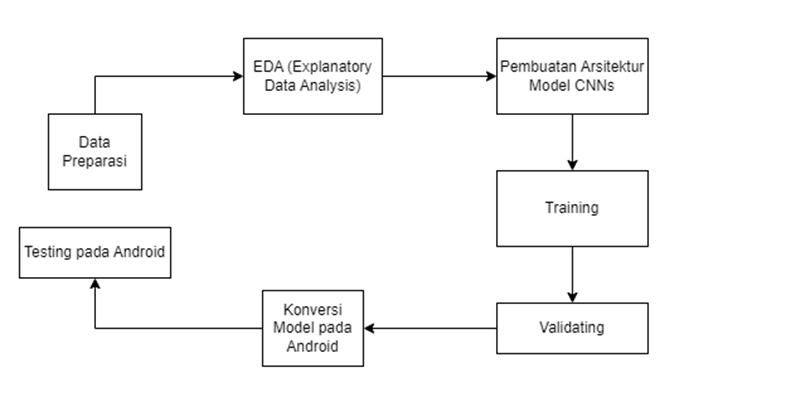 Data
Preparasi
EDA (Explanatory
Data Analysis)
Pembuatan Arsitektur
Model CNNs
Training
Validating
Konversi
Model pada
Android
Testing pada Android